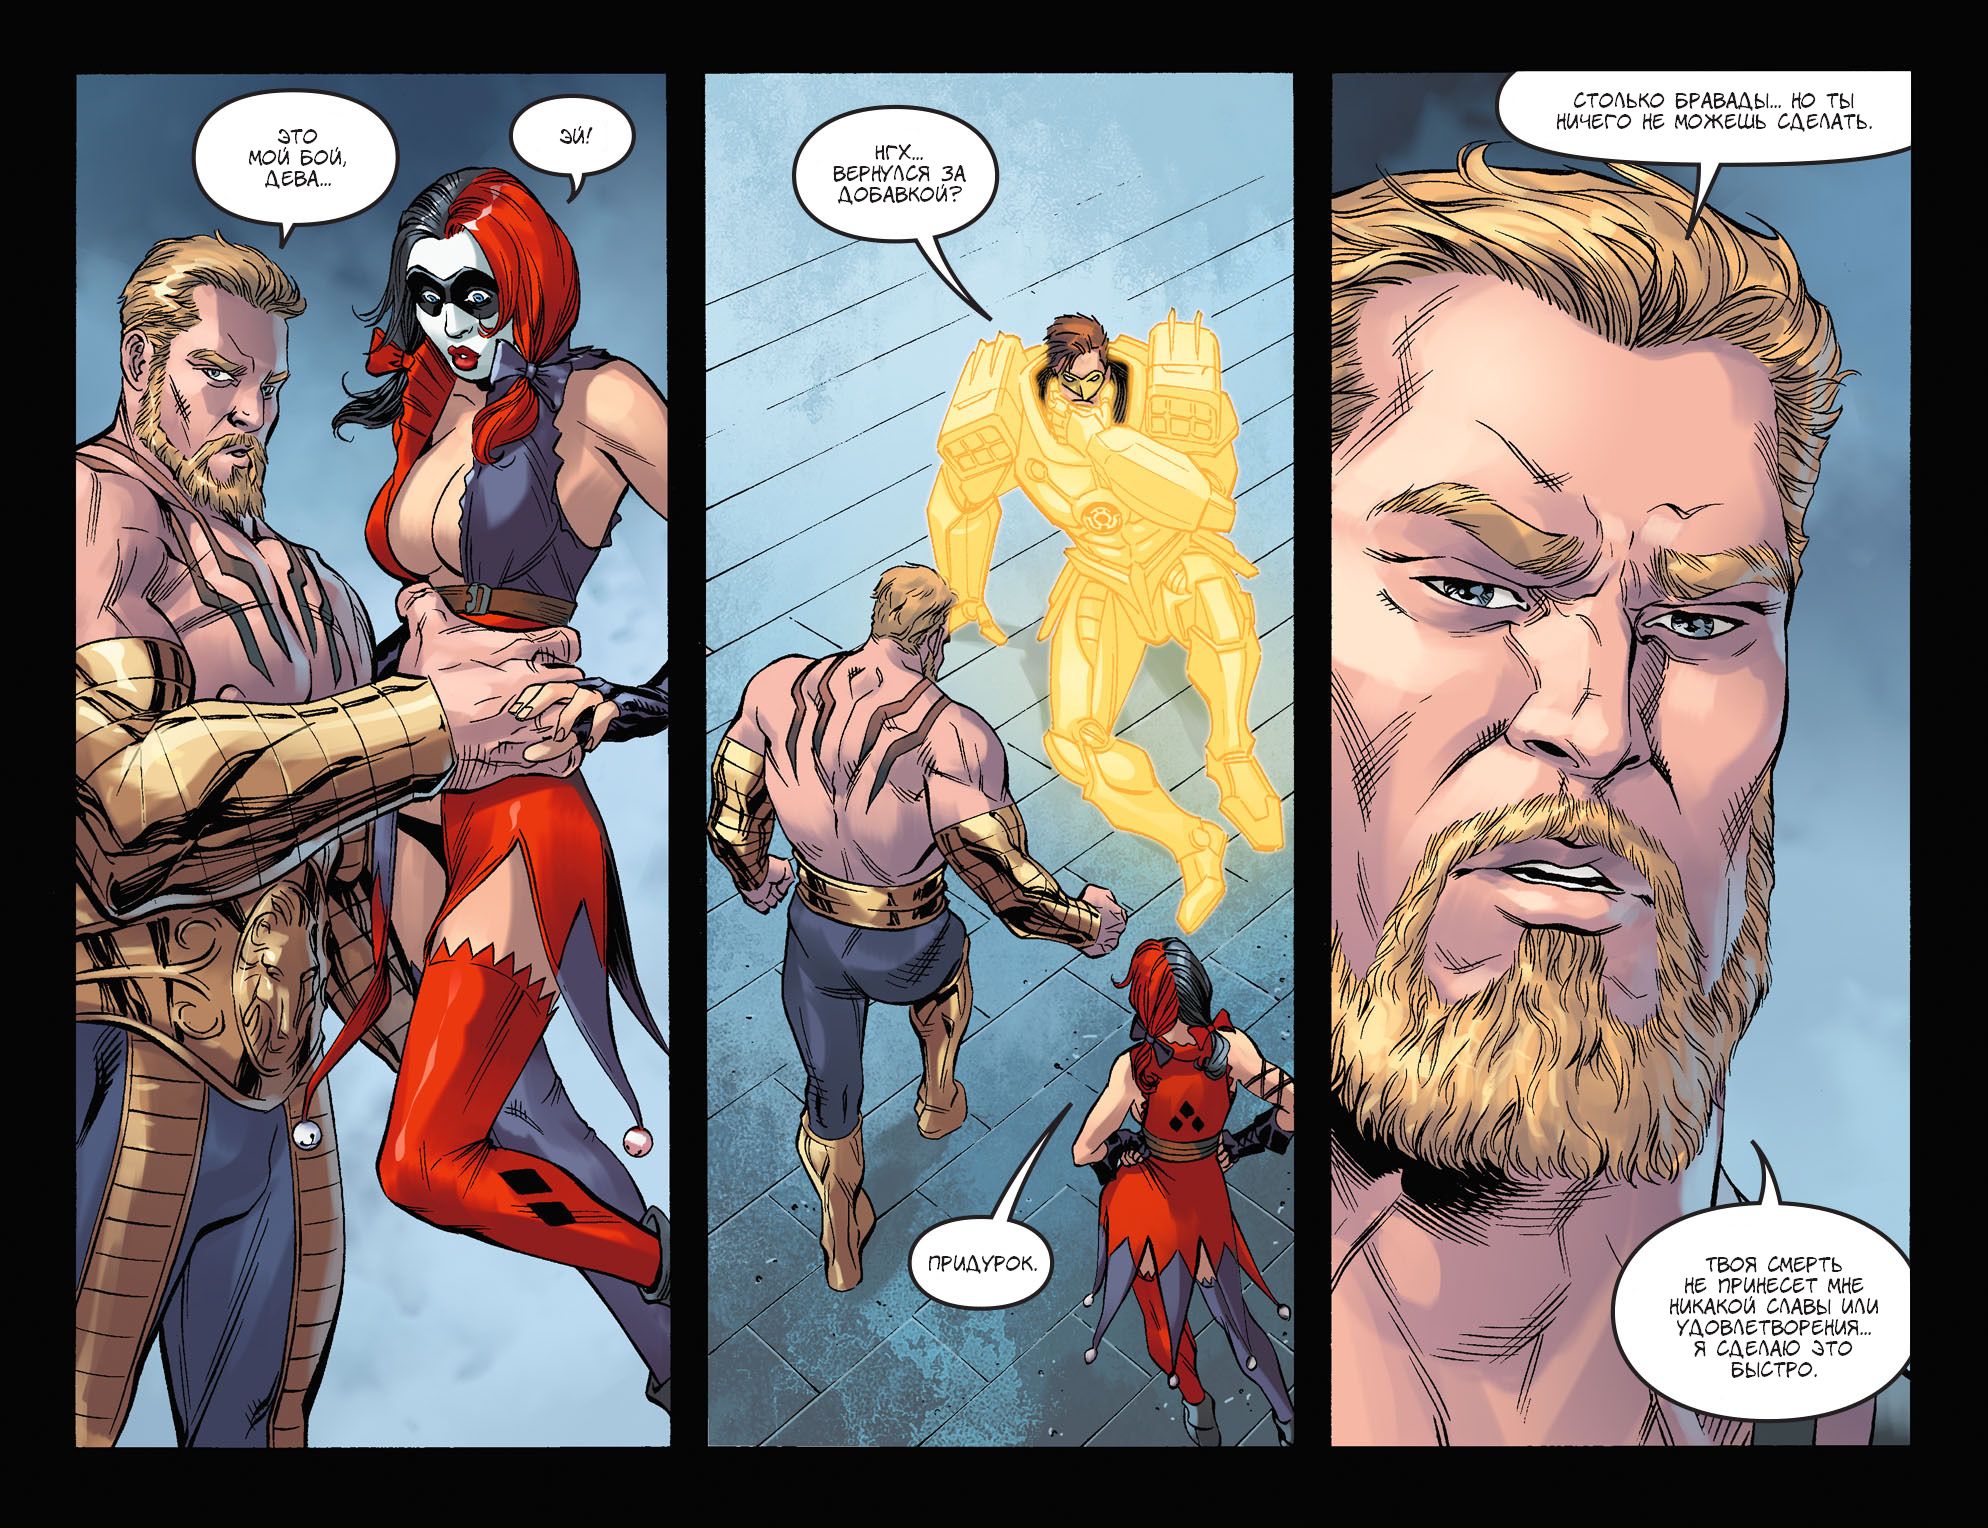 ЭТО
МОЙ БОЙ,
ДЕВА...
ЭЙ!
НГХ...
ВЕРНУЛСЯ ЗА
ДОБАВКОЙ?
ПРИДУРОК.
СТОЛЬКО БРАВАДЫ... НО ТЫ
НИЧЕГО НЕ МОЖЕШЬ СДЕЛАТЬ.
ТВОЯ СМЕРТЬ
НЕ ПРИНЕСЕТ МНЕ
НИКАКОЙ СЛАВЫ ИЛИ
УДОВЛЕТВОРЕНИЯ...
Я СДЕЛАЮ ЭТО
БЫСТРО.